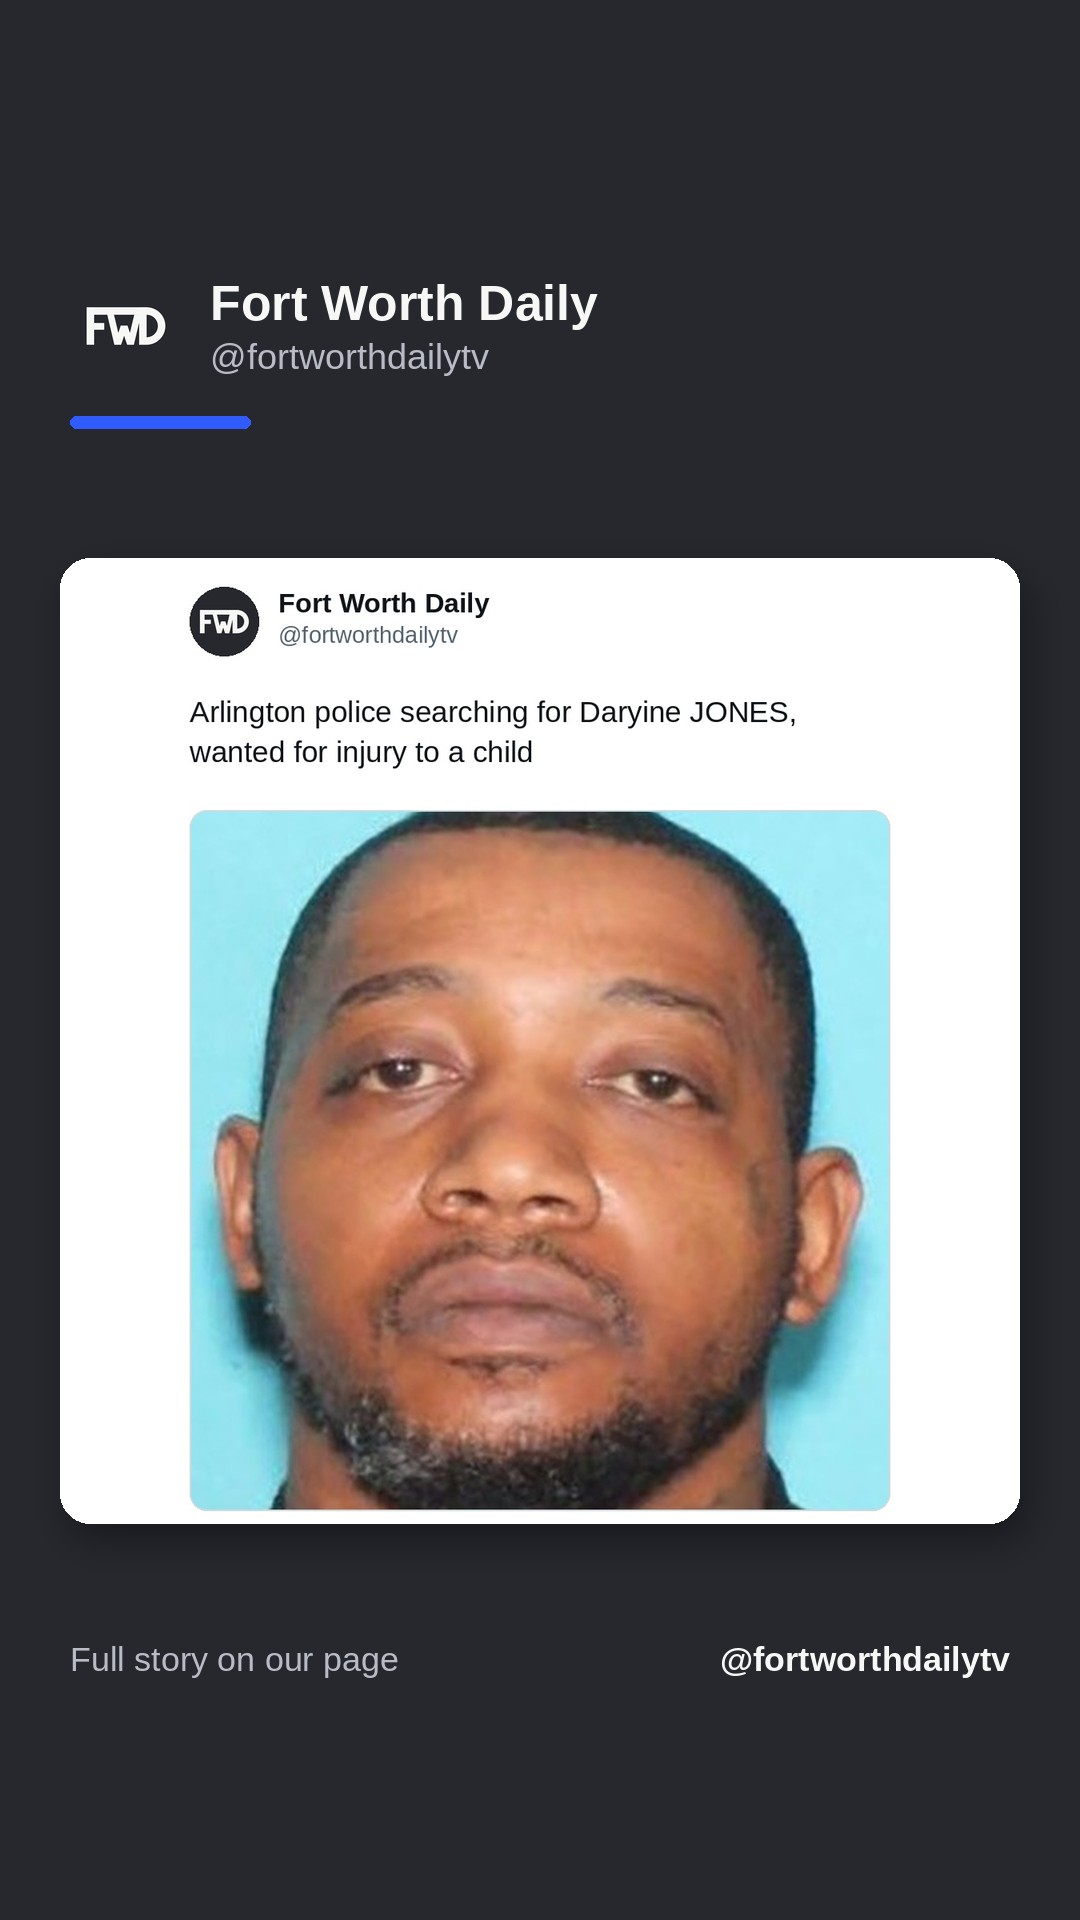 FWD
Fort Worth Daily
@fortworthdailytv
FWD
Fort Worth Daily
@fortworthdailytv
Arlington police searching for Daryine JONES,
wanted for injury to a child
Full story on our page
@fortworthdailytv